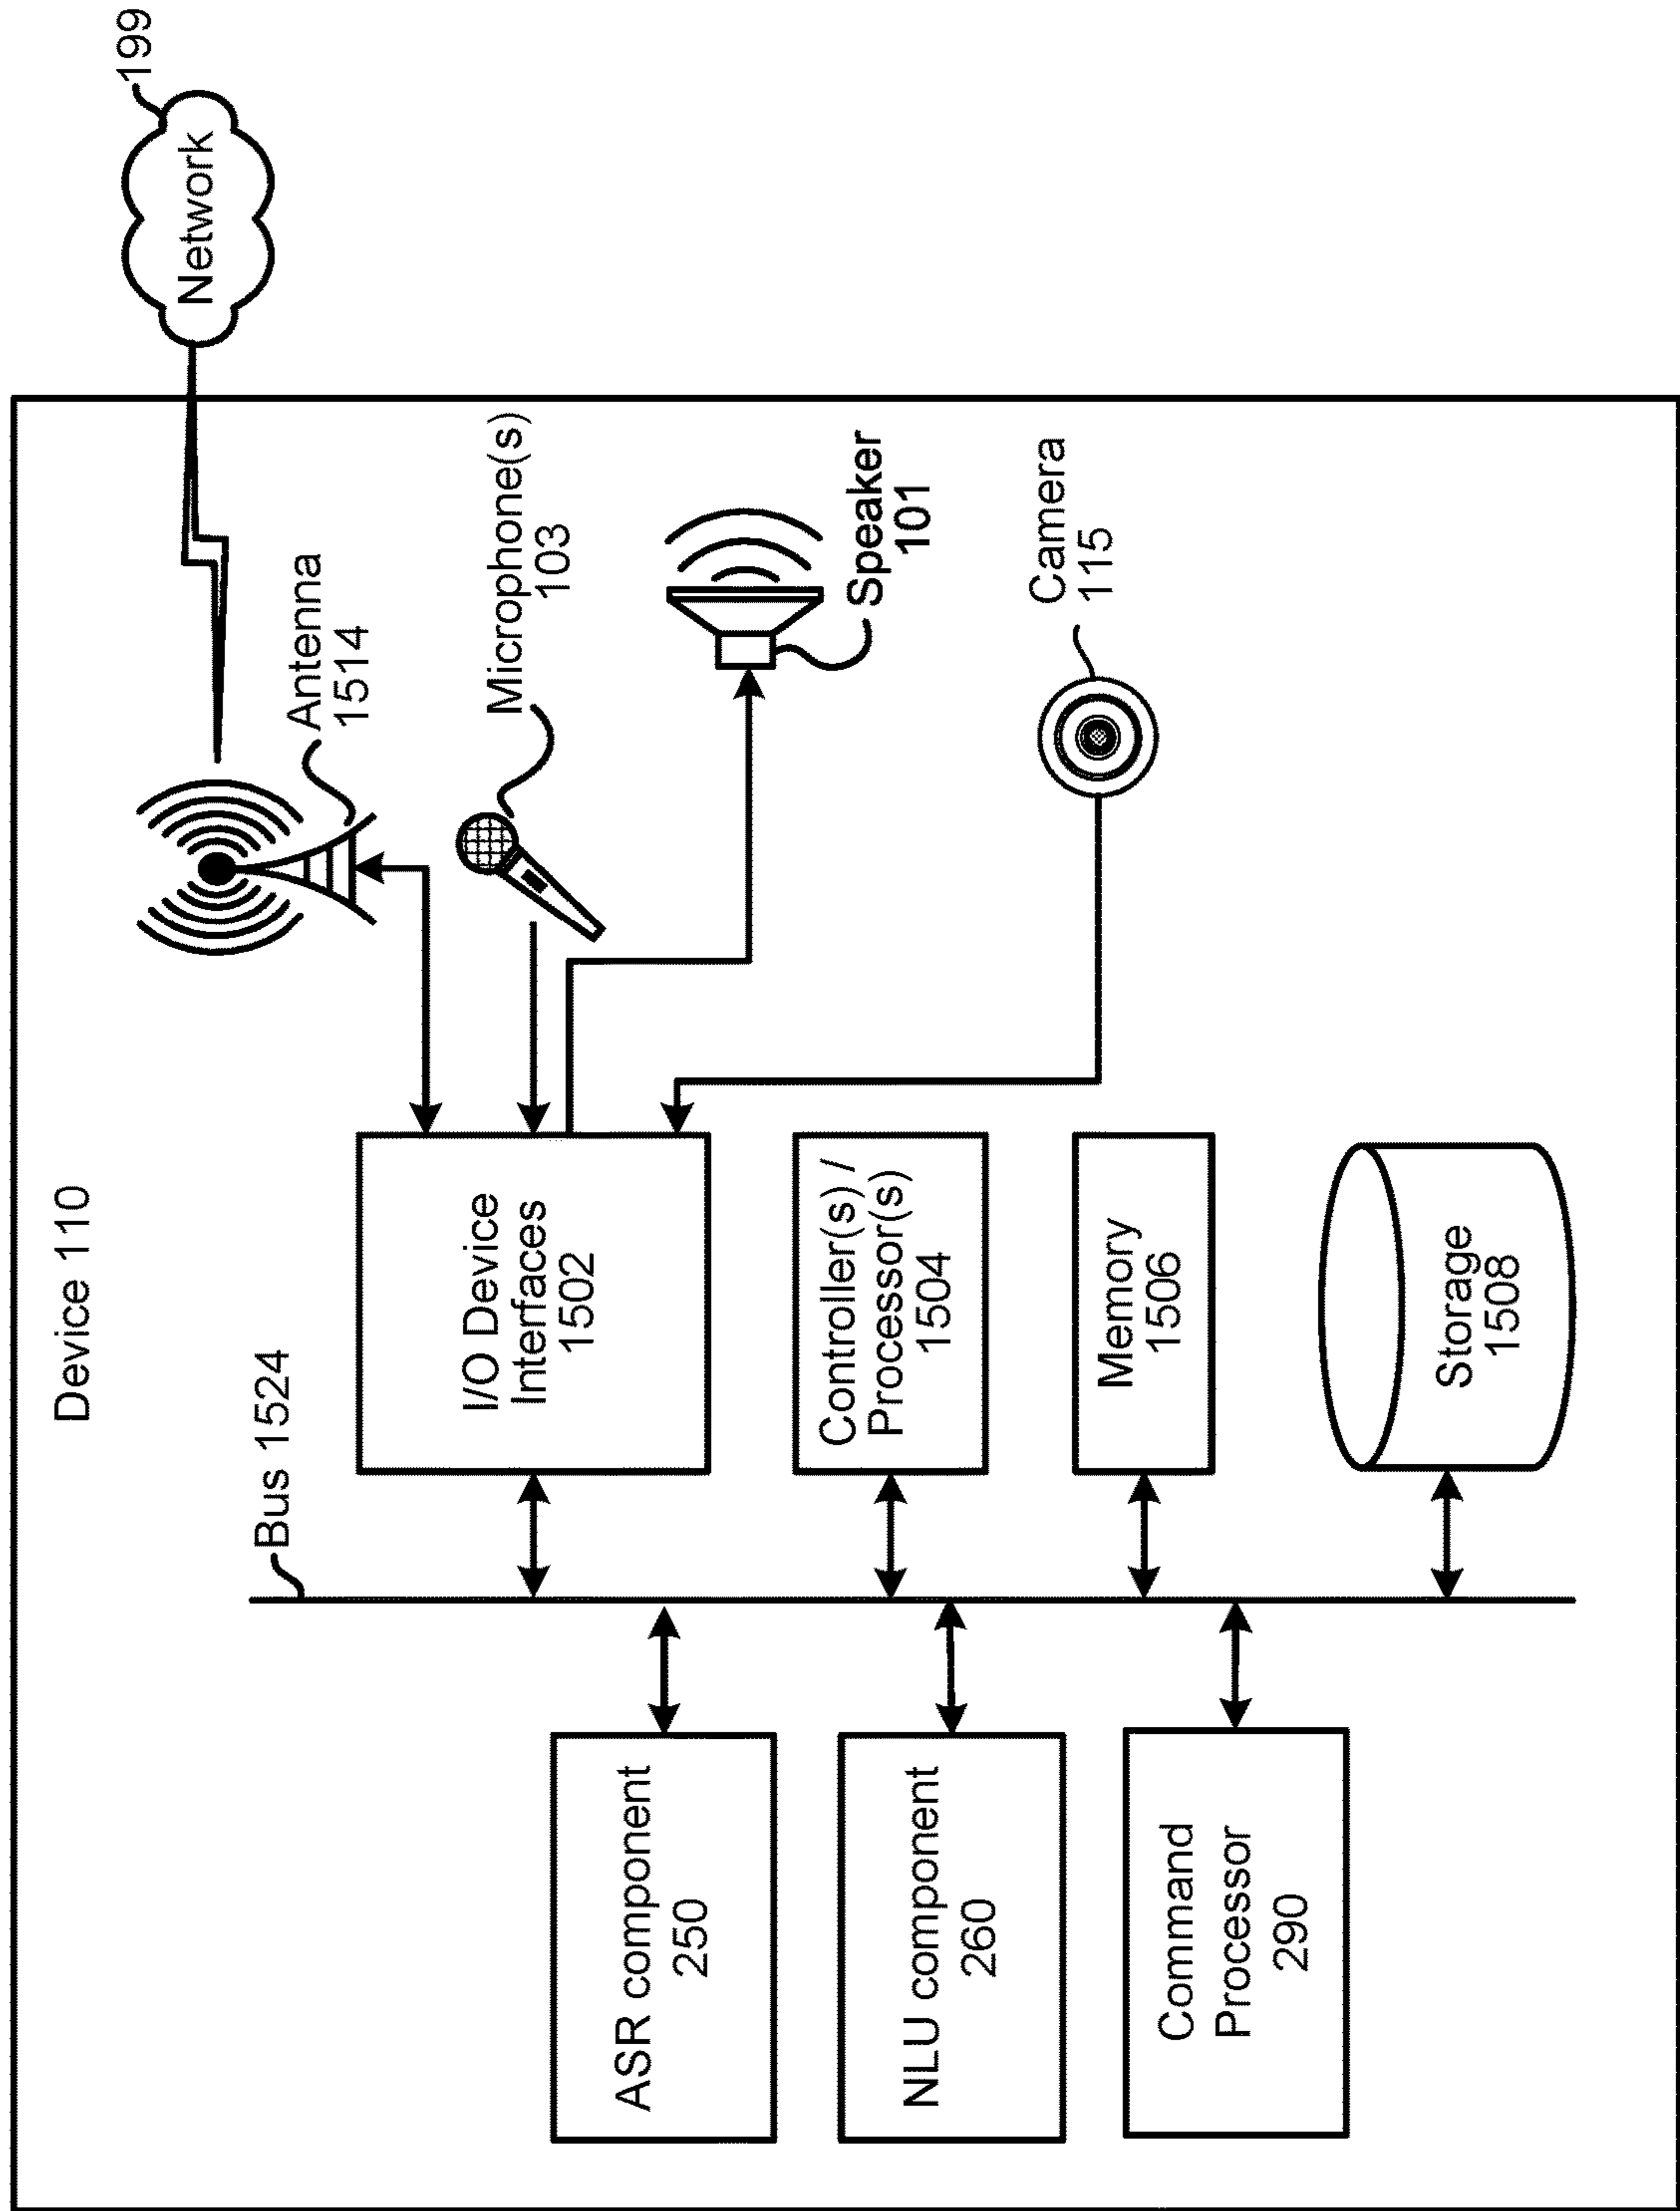 Device 110
Bus 1524
ASR component
250
NLU component
260
Command
Processor
290
I/O Device
Interfaces
1502
Controller(s) /
Processor(s)
1504
Memory
1506
Storage
1508
Antenna
1514
Microphone(s)
103
Speaker
101
Camera
115
Network
199